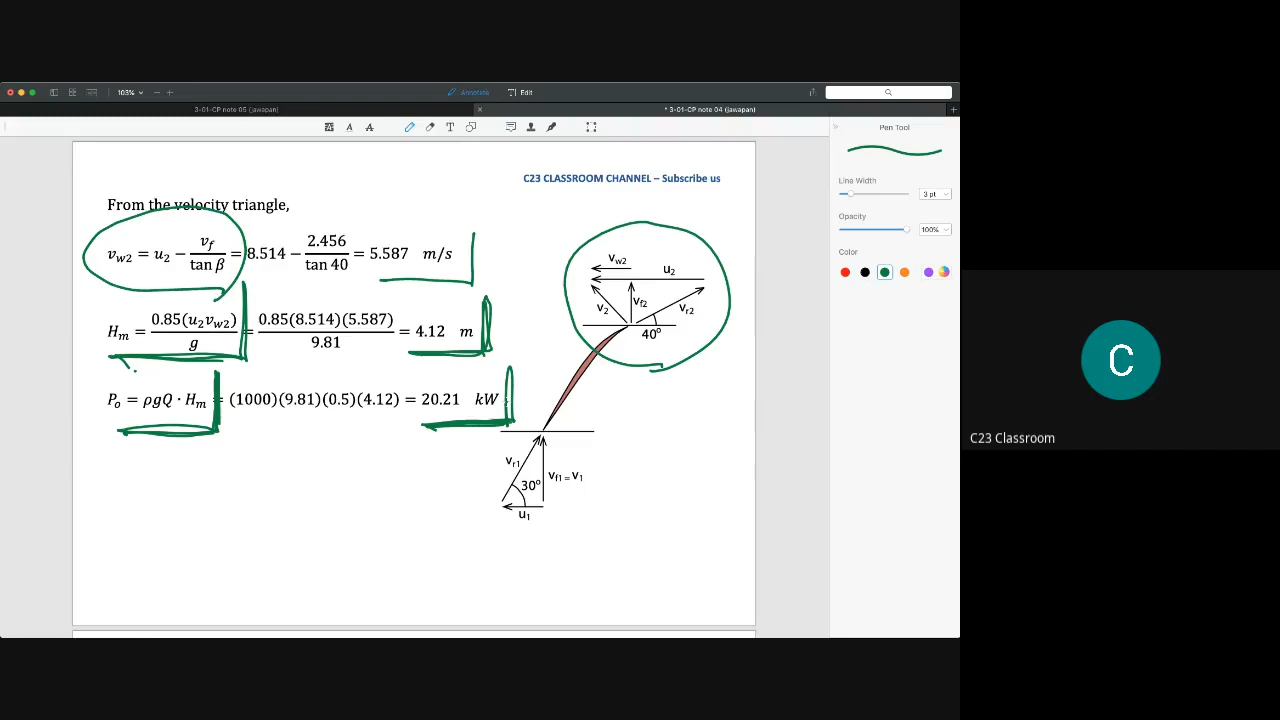 103%
Annotate
Edit
3-01-CP note 05 (jawapan)
* 3-01-CP note 04 (jawapan)
Pen Tool
Line Width
3 pt
Opacity
100%
Color
C23 CLASSROOM CHANNEL – Subscribe us
From the velocity triangle,
v_w2 = u_2 − v_f / tan β = 8.514 − 2.456 / tan 40 = 5.587 m/s
H_m = 0.85(u_2 v_w2) / g = 0.85(8.514)(5.587) / 9.81 = 4.12 m
P_o = ρgQ · H_m = (1000)(9.81)(0.5)(4.12) = 20.21 kW
v_w2
u_2
v_2
v_f2
v_r2
40°
v_r1
30°
v_f1 = v_1
u_1
C
C23 Classroom